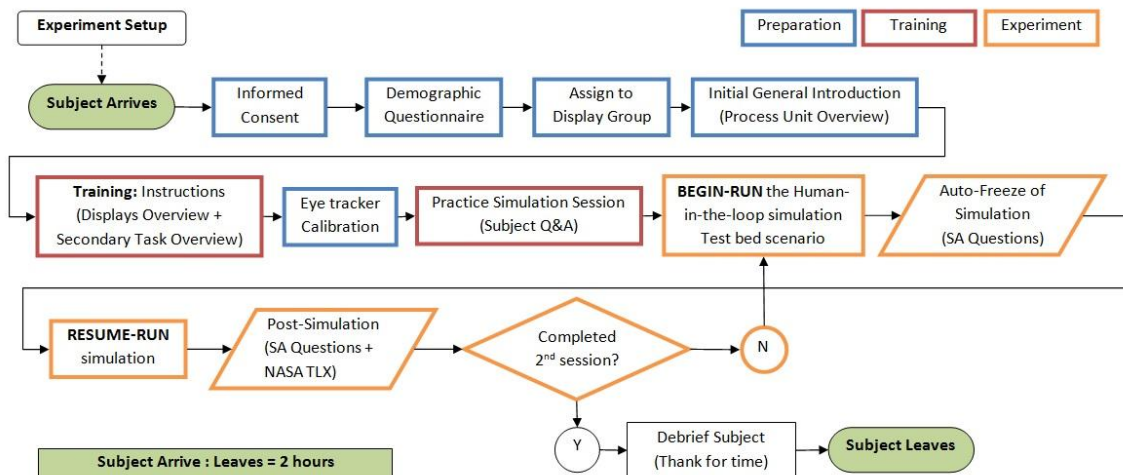 Experiment Setup
Preparation
Training
Experiment
Subject Arrives
Informed
Consent
Demographic
Questionnaire
Assign to
Display Group
Initial General Introduction
(Process Unit Overview)
Training: Instructions
(Displays Overview +
Secondary Task Overview)
Eye tracker
Calibration
Practice Simulation Session
(Subject Q&A)
BEGIN-RUN the Human-
in-the-loop simulation
Test bed scenario
Auto-Freeze of
Simulation
(SA Questions)
RESUME-RUN
simulation
Post-Simulation
(SA Questions +
NASA TLX)
Completed
2nd session?
N
Y
Debrief Subject
(Thank for time)
Subject Leaves
Subject Arrive : Leaves = 2 hours